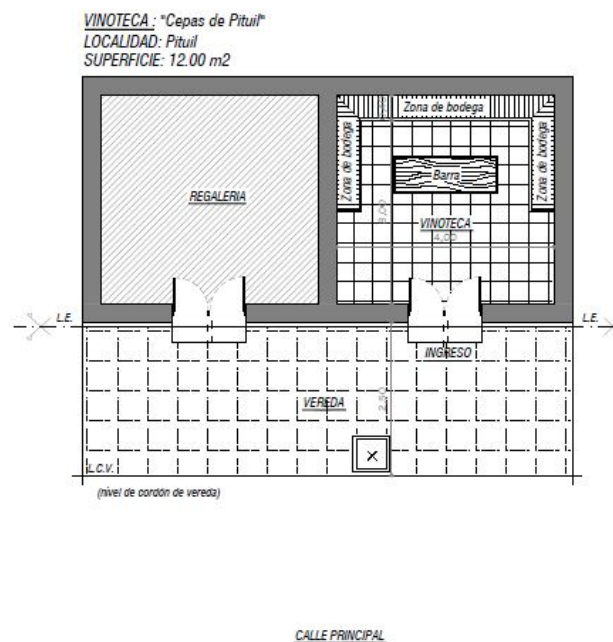 VINOTECA : "Cepas de Pituil"
LOCALIDAD: Pituil
SUPERFICIE: 12.00 m2
Zona de bodega
Zona de bodega
Zona de bodega
Barra
REGALERIA
3,00
VINOTECA
4,00
L.E.
L.E.
INGRESO
VEREDA
2,50
L.C.V.
(nivel de cordón de vereda)
CALLE PRINCIPAL